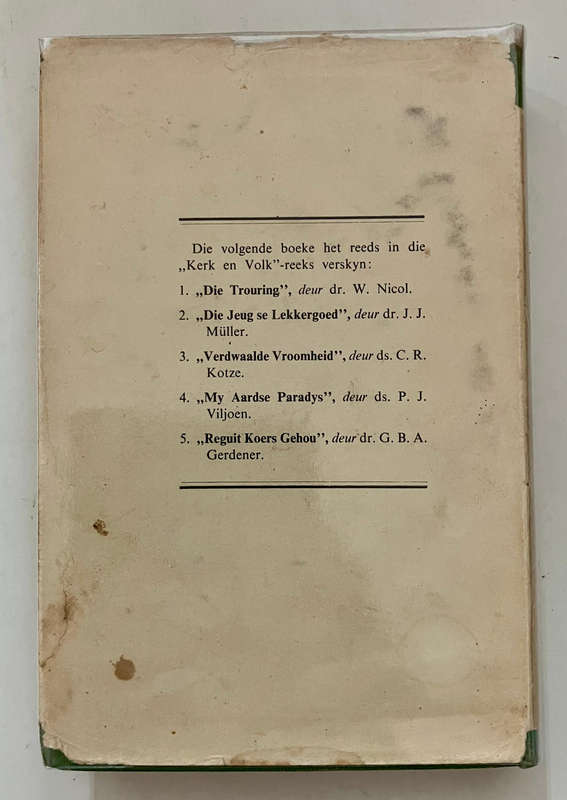 Die volgende boeke het reeds in die
„Kerk en Volk”-reeks verskyn:
1. „Die Trouring”, deur dr. W. Nicol.
2. „Die Jeug se Lekkergoed”, deur dr. J. J.
Müller.
3. „Verdwaalde Vroomheid”, deur ds. C. R.
Kotze.
4. „My Aardse Paradys”, deur ds. P. J.
Viljoen.
5. „Reguit Koers Gehou”, deur dr. G. B. A.
Gerdener.